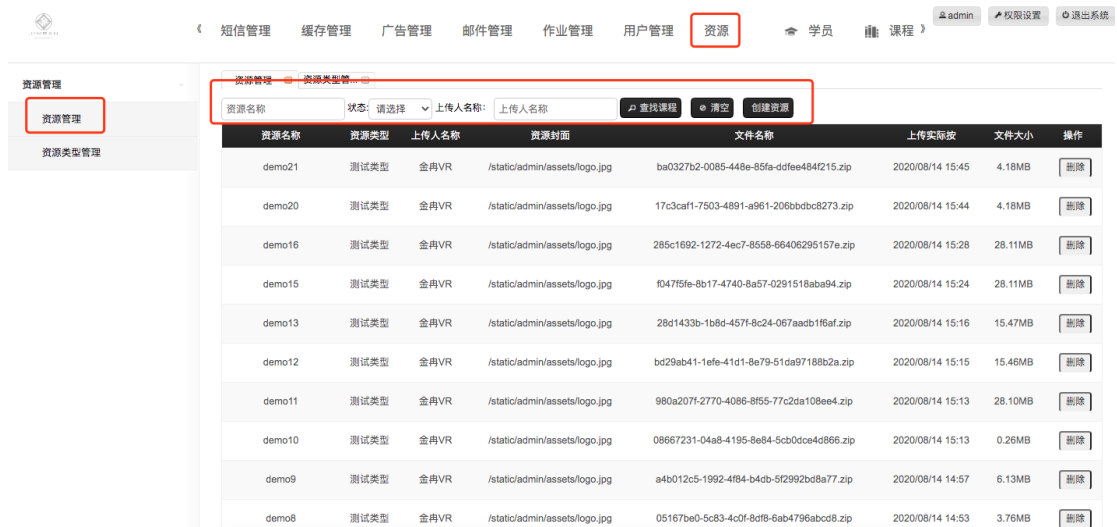 admin 权限设置 退出系统
《 短信管理 缓存管理 广告管理 邮件管理 作业管理 用户管理 资源 学员 课程 》
资源管理
资源管理
资源类型管理
资源管理 资源类型管...
资源名称 状态: 请选择 上传人名称: 上传人名称 查找课程 清空 创建资源
资源名称 资源类型 上传人名称 资源封面 文件名称 上传实际按 文件大小 操作
demo21 测试类型 金冉VR /static/admin/assets/logo.jpg ba0327b2-0085-448e-85fa-ddfee484f215.zip 2020/08/14 15:45 4.18MB 删除
demo20 测试类型 金冉VR /static/admin/assets/logo.jpg 17c3caf1-7503-4891-a961-206bbdbc8273.zip 2020/08/14 15:44 4.18MB 删除
demo16 测试类型 金冉VR /static/admin/assets/logo.jpg 285c1692-1272-4ec7-8558-66406295157e.zip 2020/08/14 15:28 28.11MB 删除
demo15 测试类型 金冉VR /static/admin/assets/logo.jpg f047f5fe-8b17-4740-8a57-0291518aba94.zip 2020/08/14 15:24 28.11MB 删除
demo13 测试类型 金冉VR /static/admin/assets/logo.jpg 28d1433b-1b8d-457f-8c24-067aadb1f6af.zip 2020/08/14 15:16 15.47MB 删除
demo12 测试类型 金冉VR /static/admin/assets/logo.jpg bd29ab41-1efe-41d1-8e79-51da97188b2a.zip 2020/08/14 15:15 15.46MB 删除
demo11 测试类型 金冉VR /static/admin/assets/logo.jpg 980a207f-2770-4086-8f55-77c2da108ee4.zip 2020/08/14 15:13 28.10MB 删除
demo10 测试类型 金冉VR /static/admin/assets/logo.jpg 08667231-04a8-4195-8e84-5cb0dce4d866.zip 2020/08/14 15:13 0.26MB 删除
demo9 测试类型 金冉VR /static/admin/assets/logo.jpg a4b012c5-1992-4f84-b4db-5f2992bd8a77.zip 2020/08/14 14:57 6.13MB 删除
demo8 测试类型 金冉VR /static/admin/assets/logo.jpg 05167be0-5c83-4c0f-8df8-6ab4796abcd8.zip 2020/08/14 14:53 3.76MB 删除